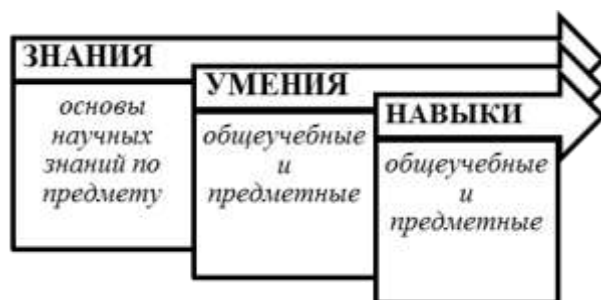 ЗНАНИЯ
основы
научных
знаний по
предмету
УМЕНИЯ
общеучебные
и
предметные
НАВЫКИ
общеучебные
и
предметные